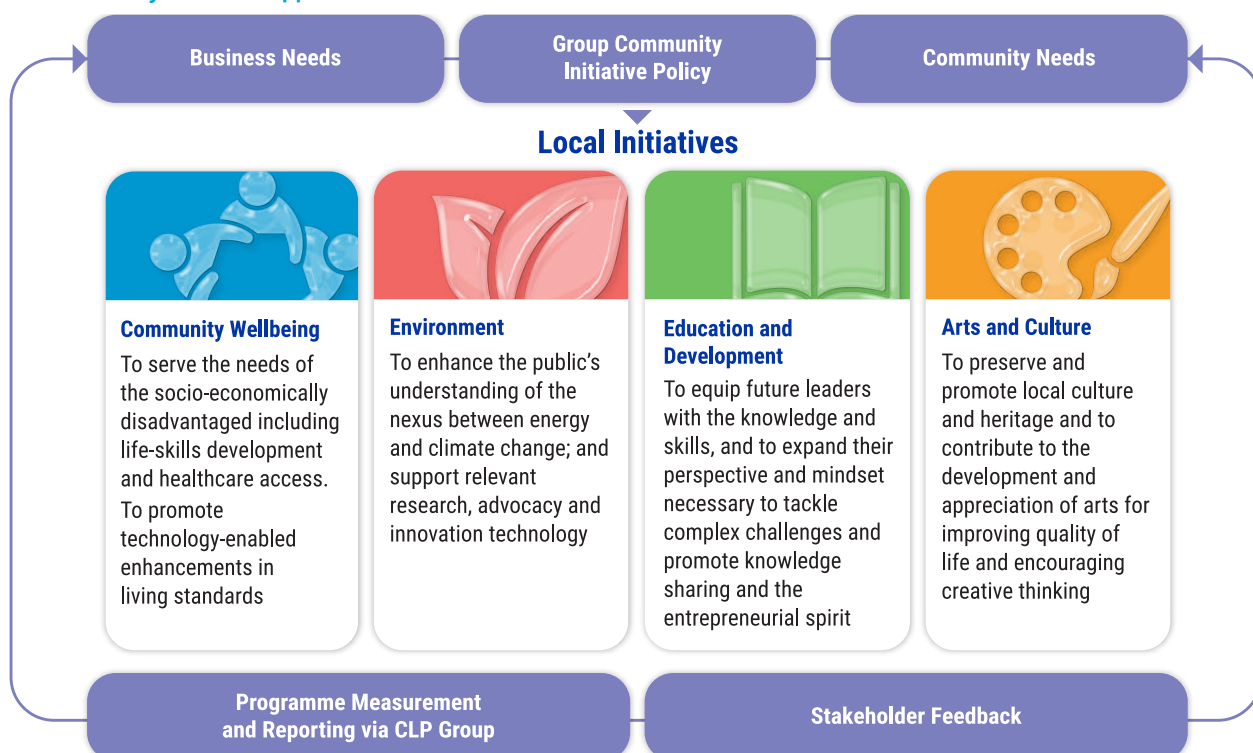 Business Needs
Group Community
Initiative Policy
Community Needs
Local Initiatives
Community Wellbeing
To serve the needs of
the socio-economically
disadvantaged including
life-skills development
and healthcare access.
To promote
technology-enabled
enhancements in
living standards
Environment
To enhance the public’s
understanding of the
nexus between energy
and climate change; and
support relevant
research, advocacy and
innovation technology
Education and
Development
To equip future leaders
with the knowledge and
skills, and to expand their
perspective and mindset
necessary to tackle
complex challenges and
promote knowledge
sharing and the
entrepreneurial spirit
Arts and Culture
To preserve and
promote local culture
and heritage and to
contribute to the
development and
appreciation of arts for
improving quality of
life and encouraging
creative thinking
Programme Measurement
and Reporting via CLP Group
Stakeholder Feedback